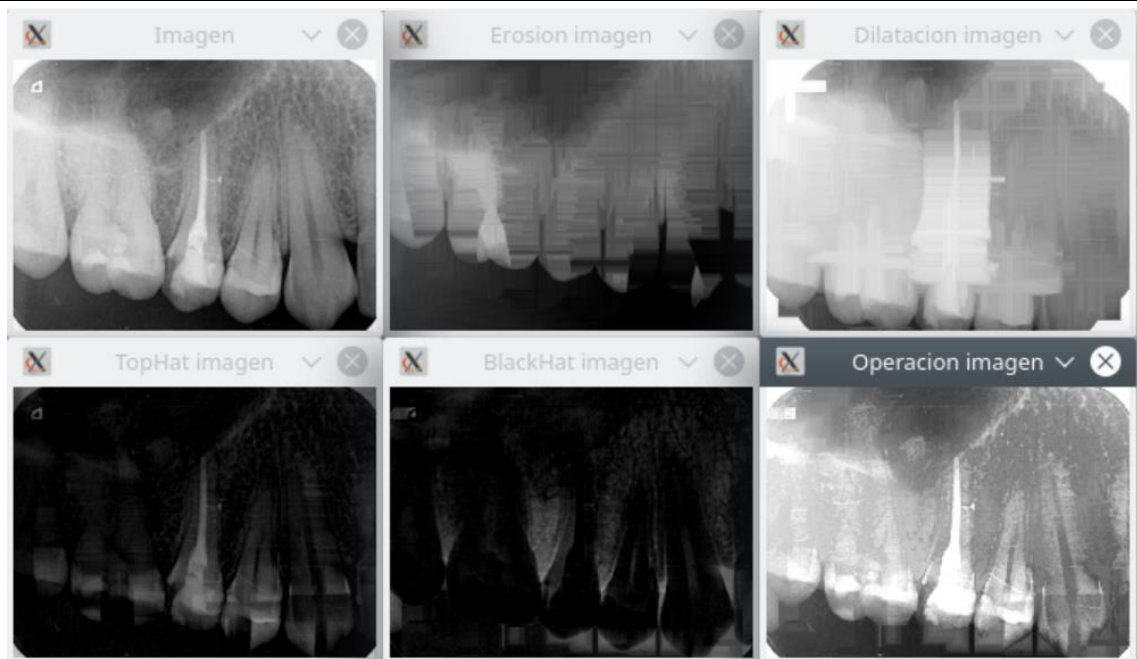 Imagen
Erosion imagen
Dilatacion imagen
TopHat imagen
BlackHat imagen
Operacion imagen